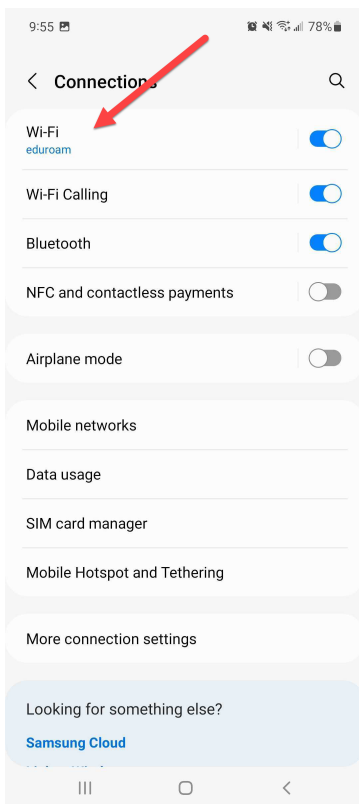 9:55 78%
Connections
Wi-Fi
eduroam
Wi-Fi Calling
Bluetooth
NFC and contactless payments
Airplane mode
Mobile networks
Data usage
SIM card manager
Mobile Hotspot and Tethering
More connection settings
Looking for something else?
Samsung Cloud